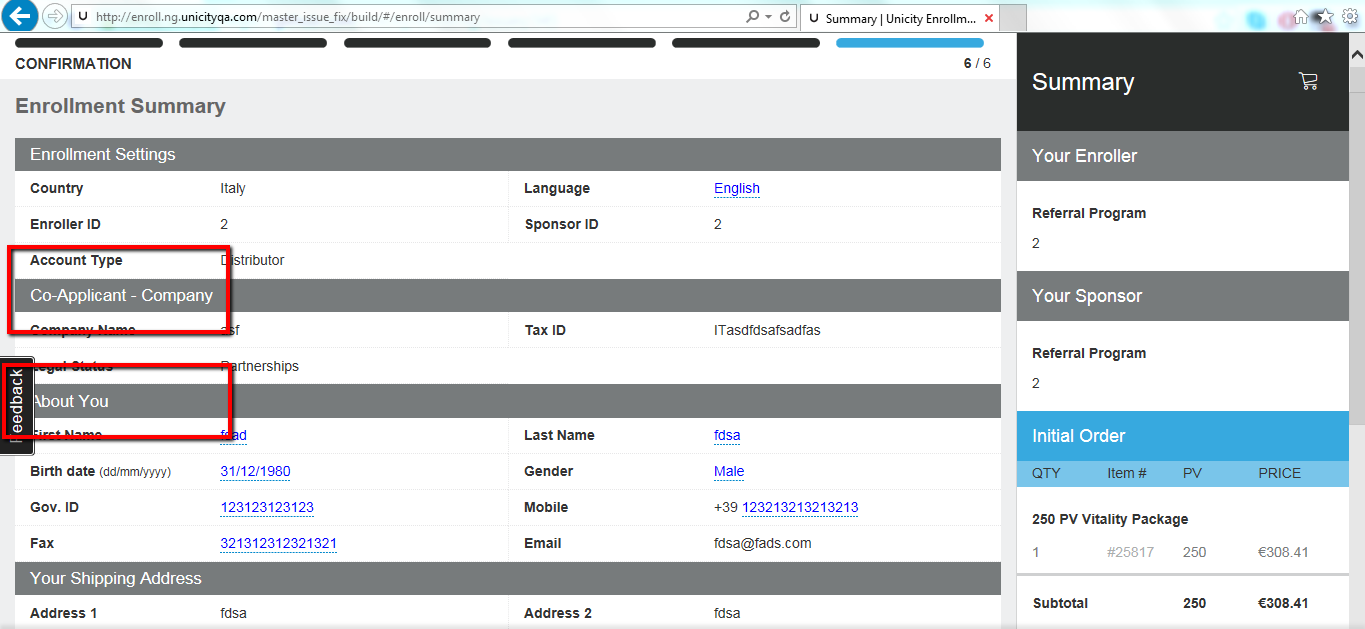 http://enroll.ng.unicityqa.com/master_issue_fix/build/#/enroll/summary
U Summary | Unicity Enrollm...
CONFIRMATION 6 / 6
Enrollment Summary
Enrollment Settings
Country Italy Language English
Enroller ID 2 Sponsor ID 2
Account Type Distributor
Co-Applicant - Company
Company Name asf Tax ID ITasdfdsafsadfas
Legal Status Partnerships
About You
First Name fdad Last Name fdsa
Birth date (dd/mm/yyyy) 31/12/1980 Gender Male
Gov. ID 123123123123 Mobile +39 123213213213213
Fax 321312312321321 Email fdsa@fads.com
Your Shipping Address
Address 1 fdsa Address 2 fdsa
Feedback
Summary
Your Enroller
Referral Program
2
Your Sponsor
Referral Program
2
Initial Order
QTY Item # PV PRICE
250 PV Vitality Package
1 #25817 250 €308.41
Subtotal 250 €308.41